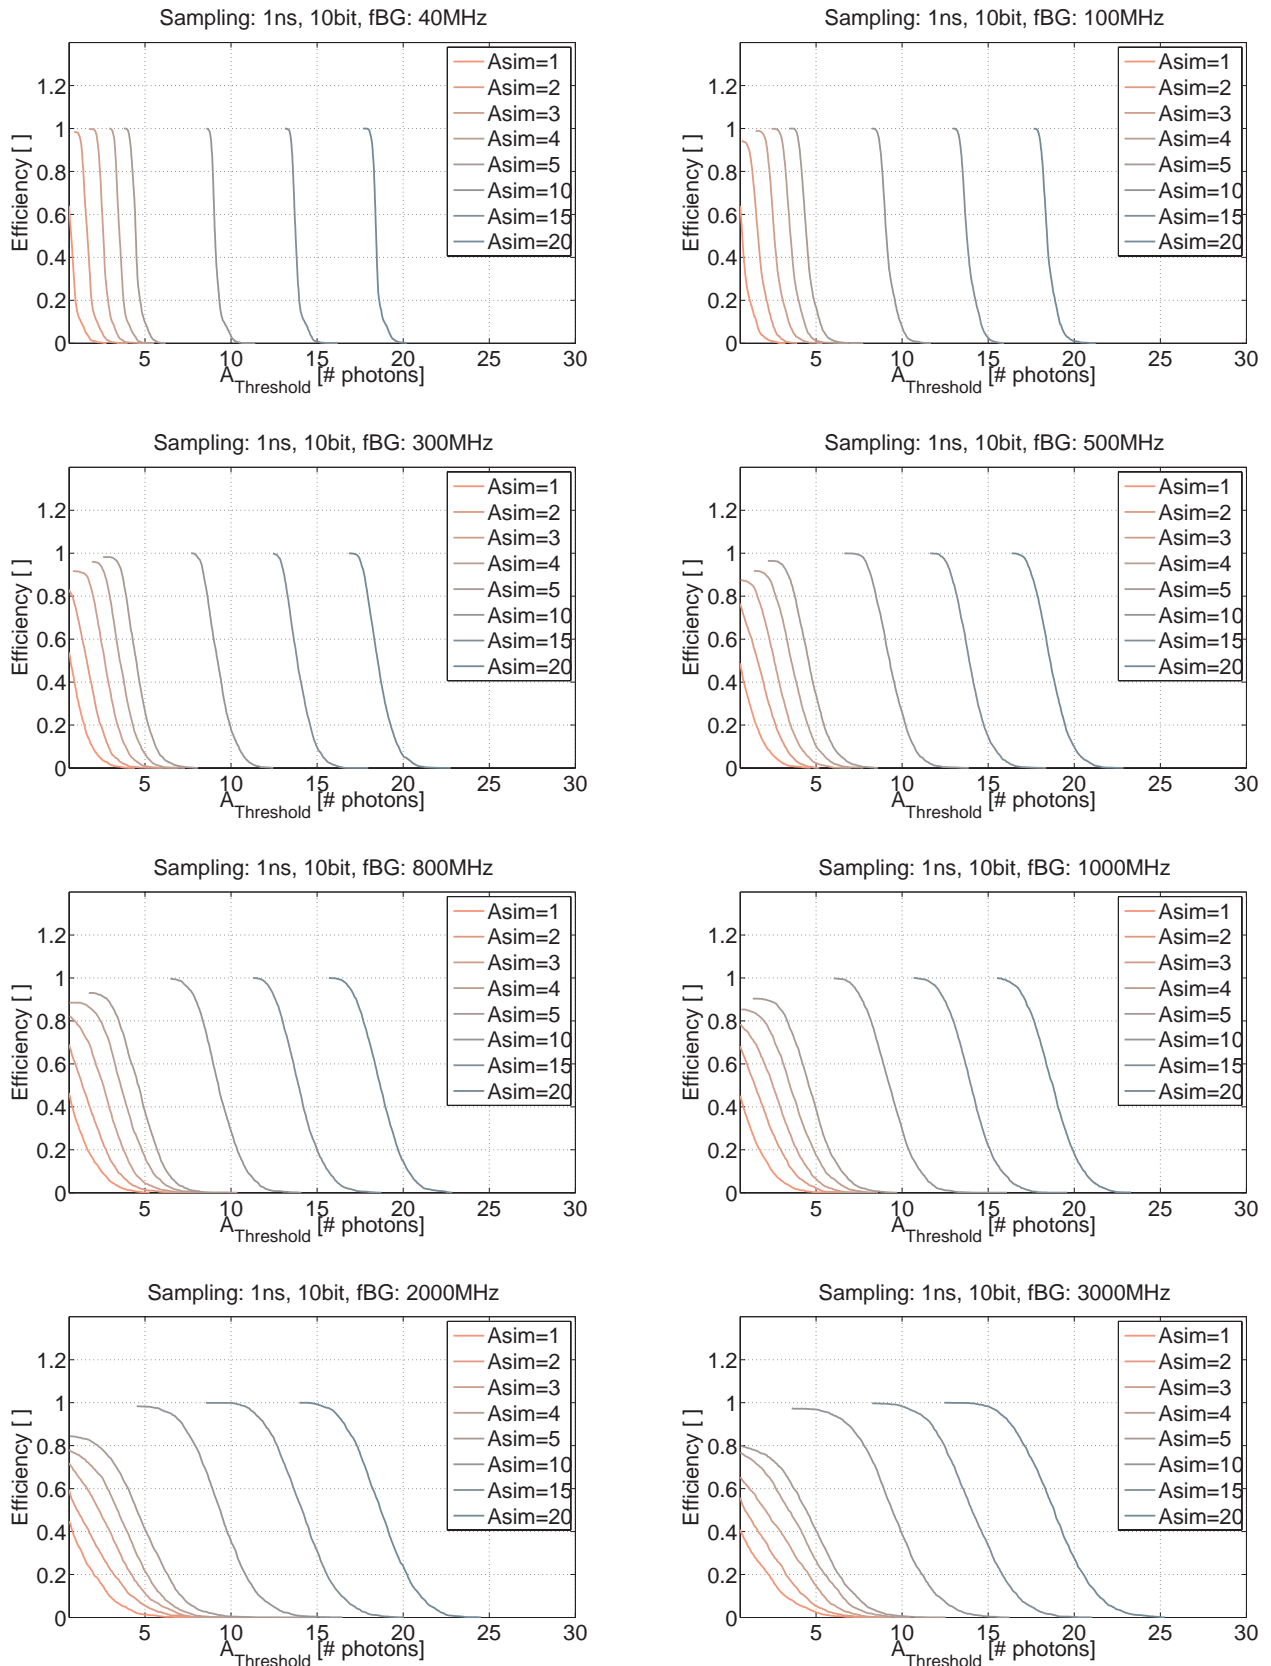 Sampling: 1ns, 10bit, fBG: 40MHz
Efficiency [ ]
1.2
1
0.8
0.6
0.4
0.2
0
5 10 15 20 25 30
A_Threshold [# photons]
Asim=1
Asim=2
Asim=3
Asim=4
Asim=5
Asim=10
Asim=15
Asim=20
Sampling: 1ns, 10bit, fBG: 100MHz
Efficiency [ ]
1.2
1
0.8
0.6
0.4
0.2
0
5 10 15 20 25 30
A_Threshold [# photons]
Asim=1
Asim=2
Asim=3
Asim=4
Asim=5
Asim=10
Asim=15
Asim=20
Sampling: 1ns, 10bit, fBG: 300MHz
Efficiency [ ]
1.2
1
0.8
0.6
0.4
0.2
0
5 10 15 20 25 30
A_Threshold [# photons]
Asim=1
Asim=2
Asim=3
Asim=4
Asim=5
Asim=10
Asim=15
Asim=20
Sampling: 1ns, 10bit, fBG: 500MHz
Efficiency [ ]
1.2
1
0.8
0.6
0.4
0.2
0
5 10 15 20 25 30
A_Threshold [# photons]
Asim=1
Asim=2
Asim=3
Asim=4
Asim=5
Asim=10
Asim=15
Asim=20
Sampling: 1ns, 10bit, fBG: 800MHz
Efficiency [ ]
1.2
1
0.8
0.6
0.4
0.2
0
5 10 15 20 25 30
A_Threshold [# photons]
Asim=1
Asim=2
Asim=3
Asim=4
Asim=5
Asim=10
Asim=15
Asim=20
Sampling: 1ns, 10bit, fBG: 1000MHz
Efficiency [ ]
1.2
1
0.8
0.6
0.4
0.2
0
5 10 15 20 25 30
A_Threshold [# photons]
Asim=1
Asim=2
Asim=3
Asim=4
Asim=5
Asim=10
Asim=15
Asim=20
Sampling: 1ns, 10bit, fBG: 2000MHz
Efficiency [ ]
1.2
1
0.8
0.6
0.4
0.2
0
5 10 15 20 25 30
A_Threshold [# photons]
Asim=1
Asim=2
Asim=3
Asim=4
Asim=5
Asim=10
Asim=15
Asim=20
Sampling: 1ns, 10bit, fBG: 3000MHz
Efficiency [ ]
1.2
1
0.8
0.6
0.4
0.2
0
5 10 15 20 25 30
A_Threshold [# photons]
Asim=1
Asim=2
Asim=3
Asim=4
Asim=5
Asim=10
Asim=15
Asim=20